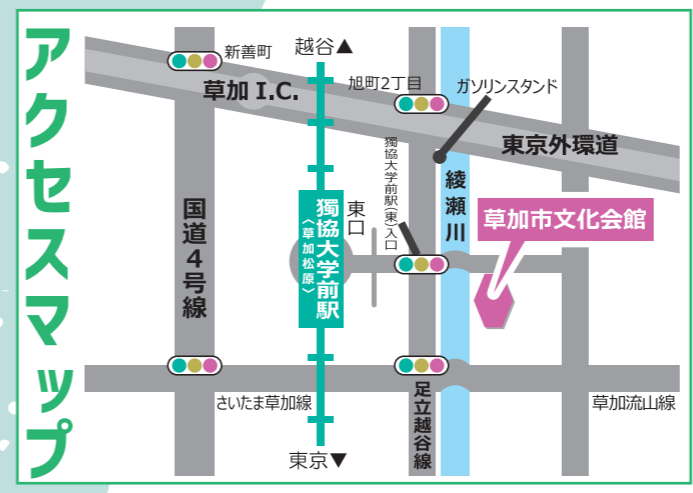 アクセスマップ
新善町
越谷▲
旭町2丁目
ガソリンスタンド
草加 I.C.
東京外環道
獨協大学前駅(東)入口
綾瀬川
草加市文化会館
国道4号線
獨協大学前駅
〈草加松原〉
東口
さいたま草加線
足立越谷線
草加流山線
東京▼